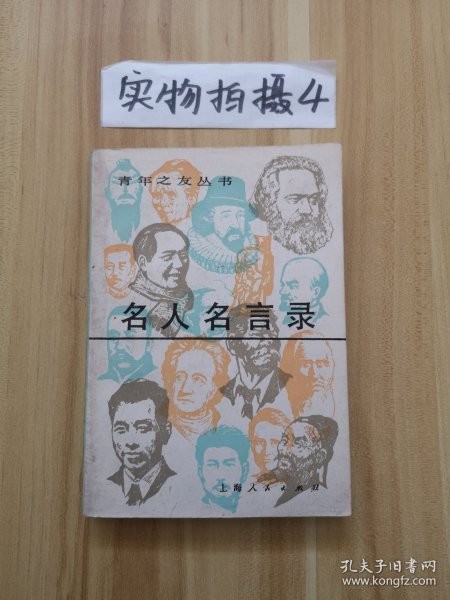 实物拍摄4
青年之友丛书
名人名言录
上海人民出版社
孔夫子旧书网
www.kongfz.com